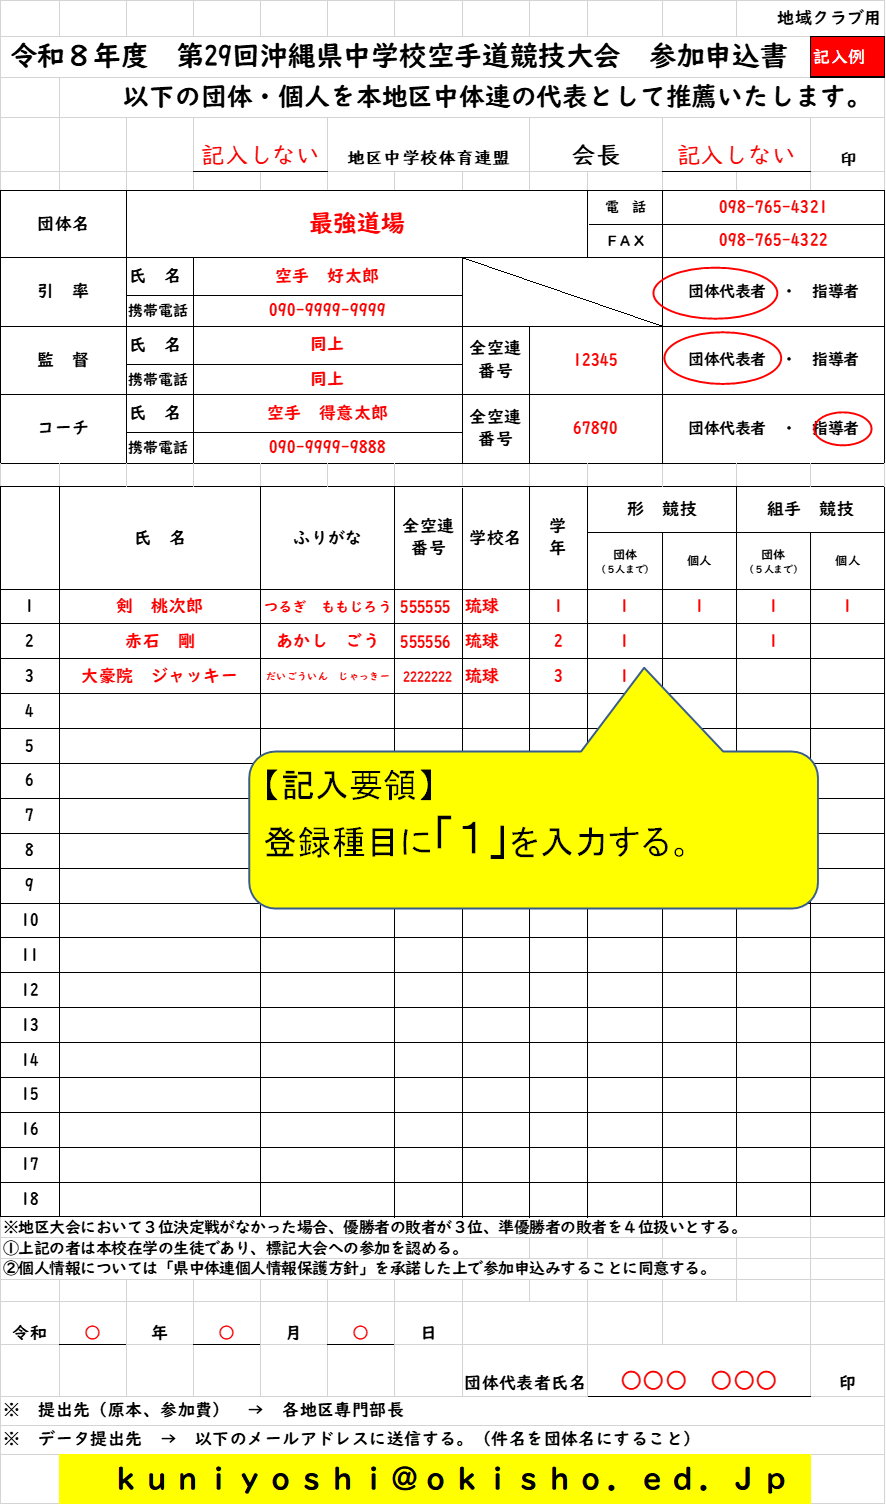 地域クラブ用
令和８年度　第29回沖縄県中学校空手道競技大会　参加申込書 記入例
以下の団体・個人を本地区中体連の代表として推薦いたします。
記入しない 地区中学校体育連盟 会長 記入しない 印
団体名 最強道場 電　話 098-765-4321
ＦＡＸ 098-765-4322
引　率 氏　名 空手　好太郎 団体代表者　・　指導者
携帯電話 090-9999-9999
監　督 氏　名 同上 全空連番号 12345 団体代表者　・　指導者
携帯電話 同上
コーチ 氏　名 空手　得意太郎 全空連番号 67890 団体代表者　・　指導者
携帯電話 090-9999-9888
氏　名 ふりがな 全空連番号 学校名 学年 形　競技 組手　競技
団体（５人まで） 個人 団体（５人まで） 個人
1 剣　桃次郎 つるぎ　ももじろう 555555 琉球 1 1 1 1 1
2 赤石　剛 あかし　ごう 555556 琉球 2 1 1
3 大豪院　ジャッキー だいごういん　じゃっきー 2222222 琉球 3 1
4
5
6
7
8
9
10
11
12
13
14
15
16
17
18
【記入要領】
登録種目に「１」を入力する。
※地区大会において３位決定戦がなかった場合、優勝者の敗者が３位、準優勝者の敗者を４位扱いとする。
①上記の者は本校在学の生徒であり、標記大会への参加を認める。
②個人情報については「県中体連個人情報保護方針」を承諾した上で参加申込みすることに同意する。
令和 〇 年 〇 月 〇 日
団体代表者氏名 〇〇〇　〇〇〇 印
※　提出先（原本、参加費）　→　各地区専門部長
※　データ提出先　→　以下のメールアドレスに送信する。（件名を団体名にすること）
ｋｕｎｉｙｏｓｈｉ＠ｏｋｉｓｈｏ．ｅｄ．Ｊｐ